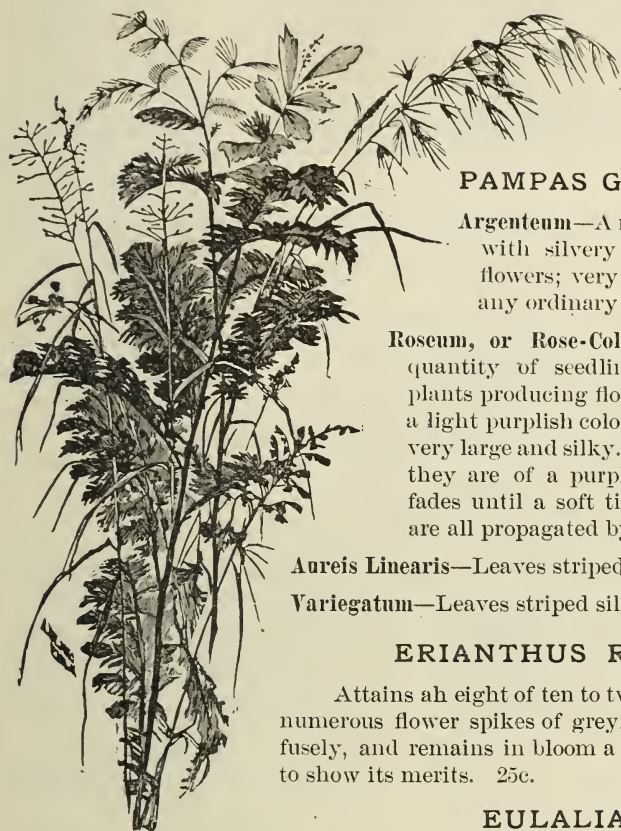 PAMPAS G
Argenteum—A
with silvery
flowers; very
any ordinary
Roseum, or Rose-Col
quantity of seedlin
plants producing flo
a light purplish colo
very large and silky.
they are of a purp
fades until a soft ti
are all propagated by
Aureis Linearis—Leaves striped
Variegatum—Leaves striped sil
ERIANTHUS R
Attains ah eight of ten to tw
numerous flower spikes of grey
fusely, and remains in bloom a
to show its merits. 25c.
EULALIA